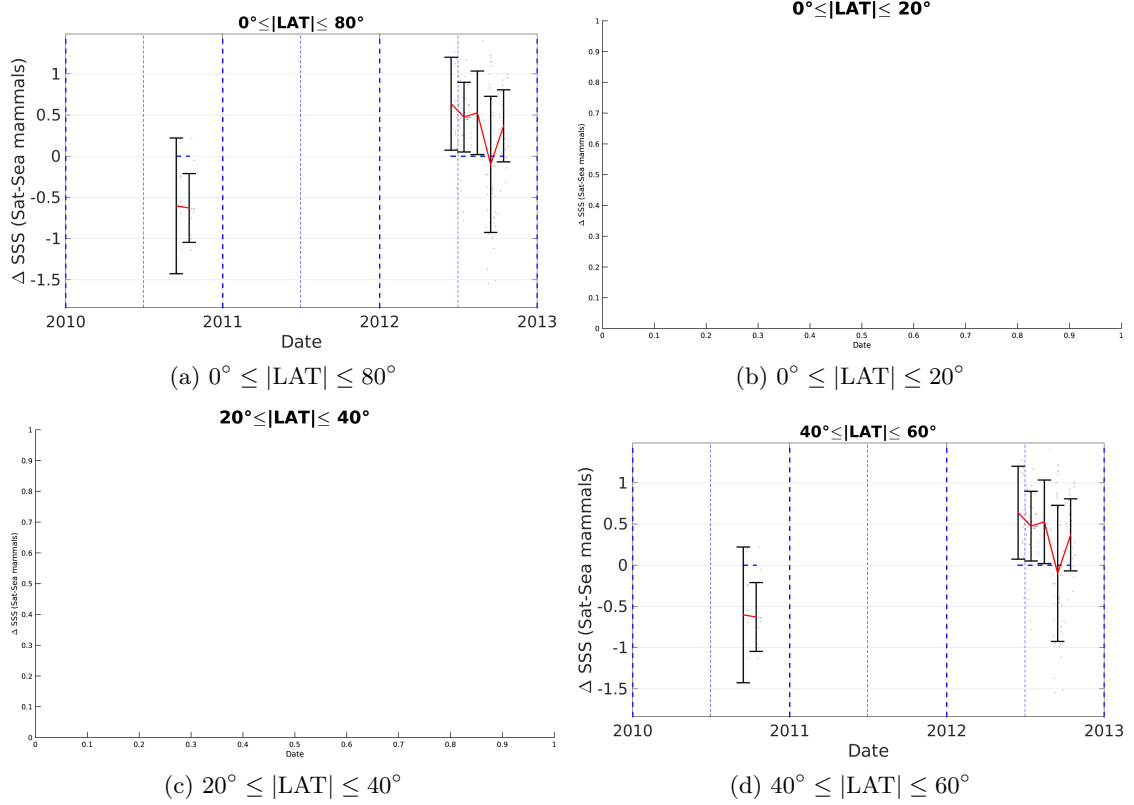 0°≤|LAT|≤ 80°
Δ SSS (Sat-Sea mammals)
1
0.5
0
-0.5
-1
-1.5
2010 2011 2012 2013
Date
(a) 0° ≤ |LAT| ≤ 80°
0°≤|LAT|≤ 20°
Δ SSS (Sat-Sea mammals)
1
0.9
0.8
0.7
0.6
0.5
0.4
0.3
0.2
0.1
0
0 0.1 0.2 0.3 0.4 0.5 0.6 0.7 0.8 0.9 1
Date
(b) 0° ≤ |LAT| ≤ 20°
20°≤|LAT|≤ 40°
Δ SSS (Sat-Sea mammals)
1
0.9
0.8
0.7
0.6
0.5
0.4
0.3
0.2
0.1
0
0 0.1 0.2 0.3 0.4 0.5 0.6 0.7 0.8 0.9 1
Date
(c) 20° ≤ |LAT| ≤ 40°
40°≤|LAT|≤ 60°
Δ SSS (Sat-Sea mammals)
1
0.5
0
-0.5
-1
-1.5
2010 2011 2012 2013
Date
(d) 40° ≤ |LAT| ≤ 60°